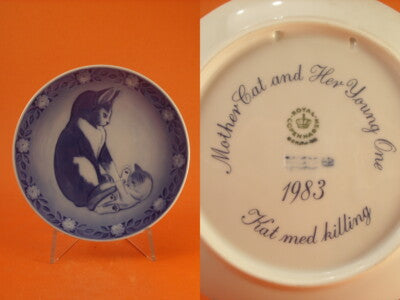 Mother Cat and Her Young One
ROYAL
COPENHAGEN
1983
Kat med killing